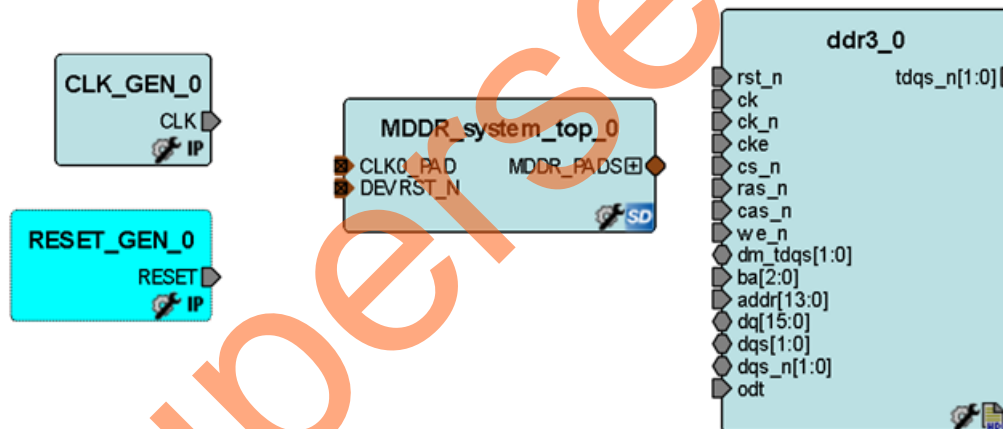 CLK_GEN_0
CLK
IP
RESET_GEN_0
RESET
IP
MDDR_system_top_0
CLK0_PAD
MDDR_PADS
DEVRST_N
SD
ddr3_0
rst_n
tdqs_n[1:0]
ck
ck_n
cke
cs_n
ras_n
cas_n
we_n
dm_tdqs[1:0]
ba[2:0]
addr[13:0]
dq[15:0]
dqs[1:0]
dqs_n[1:0]
odt
perse